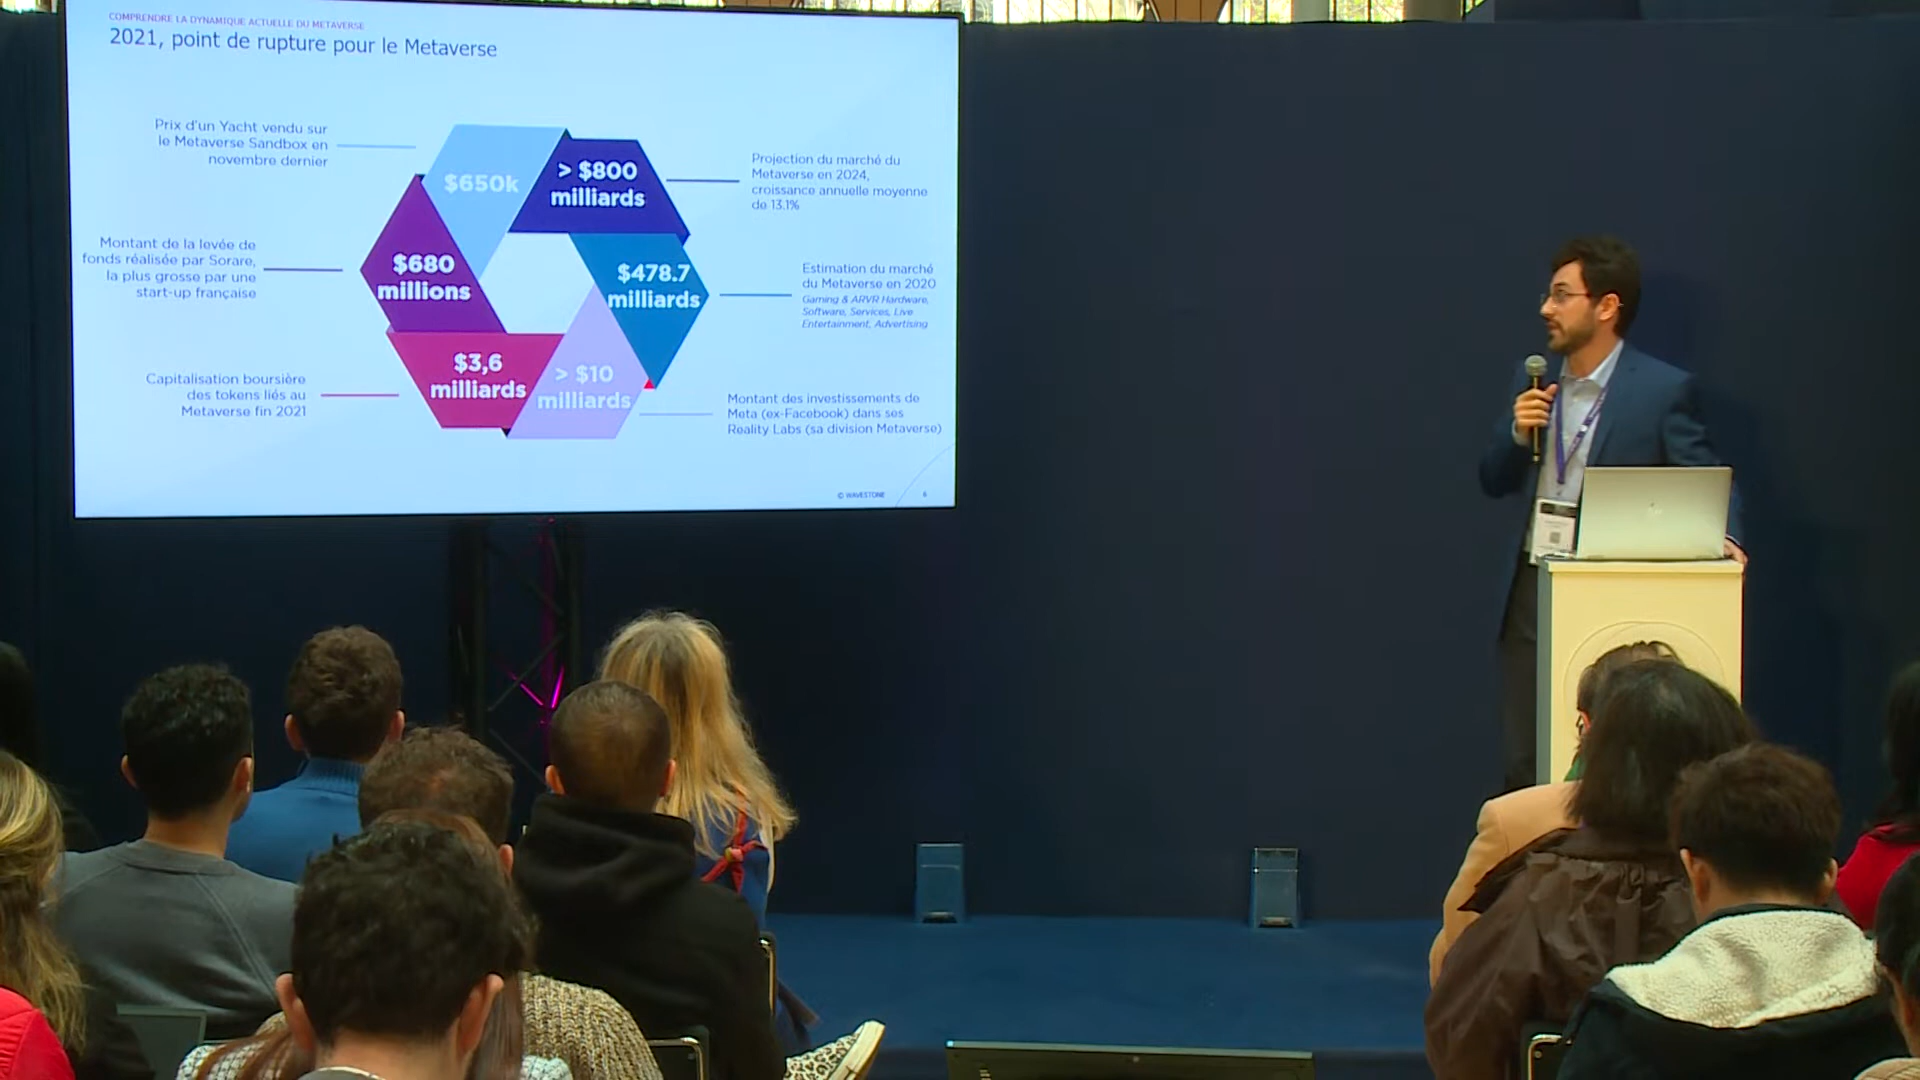 COMPRENDRE LA DYNAMIQUE ACTUELLE DU METAVERSE
2021, point de rupture pour le Metaverse
Prix d'un Yacht vendu sur
le Metaverse Sandbox en
novembre dernier
$650k
> $800
milliards
Projection du marché du
Metaverse en 2024,
croissance annuelle moyenne
de 13.1%
Montant de la levée de
fonds réalisée par Sorare,
la plus grosse par une
start-up française
$680
millions
$478.7
milliards
Estimation du marché
du Metaverse en 2020
Gaming & ARVR Hardware,
Software, Services, Live
Entertainment, Advertising
Capitalisation boursière
des tokens liés au
Metaverse fin 2021
$3,6
milliards
> $10
milliards
Montant des investissements de
Meta (ex-Facebook) dans ses
Reality Labs (sa division Metaverse)
© WAVESTONE
6